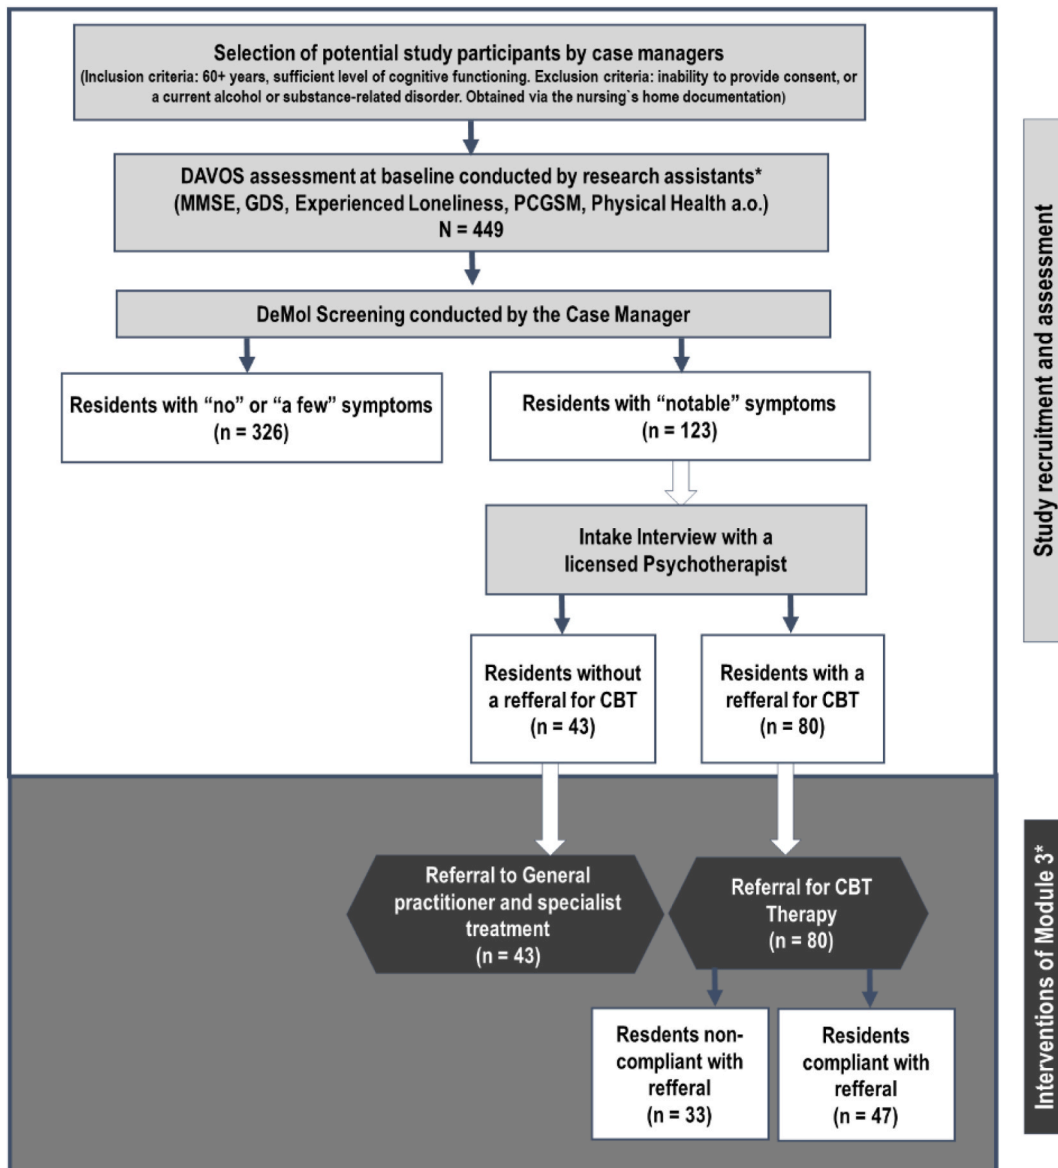 Selection of potential study participants by case managers
(Inclusion criteria: 60+ years, sufficient level of cognitive functioning. Exclusion criteria: inability to provide consent, or
a current alcohol or substance-related disorder. Obtained via the nursing`s home documentation)
DAVOS assessment at baseline conducted by research assistants*
(MMSE, GDS, Experienced Loneliness, PCGSM, Physical Health a.o.)
N = 449
DeMol Screening conducted by the Case Manager
Residents with “no” or “a few” symptoms
(n = 326)
Residents with “notable” symptoms
(n = 123)
Intake Interview with a
licensed Psychotherapist
Residents without
a refferal for CBT
(n = 43)
Residents with a
refferal for CBT
(n = 80)
Study recruitment and assessment
Referral to General
practitioner and specialist
treatment
(n = 43)
Referral for CBT
Therapy
(n = 80)
Resdents non-
compliant with
refferal
(n = 33)
Residents
compliant with
refferal
(n = 47)
Interventions of Module 3*